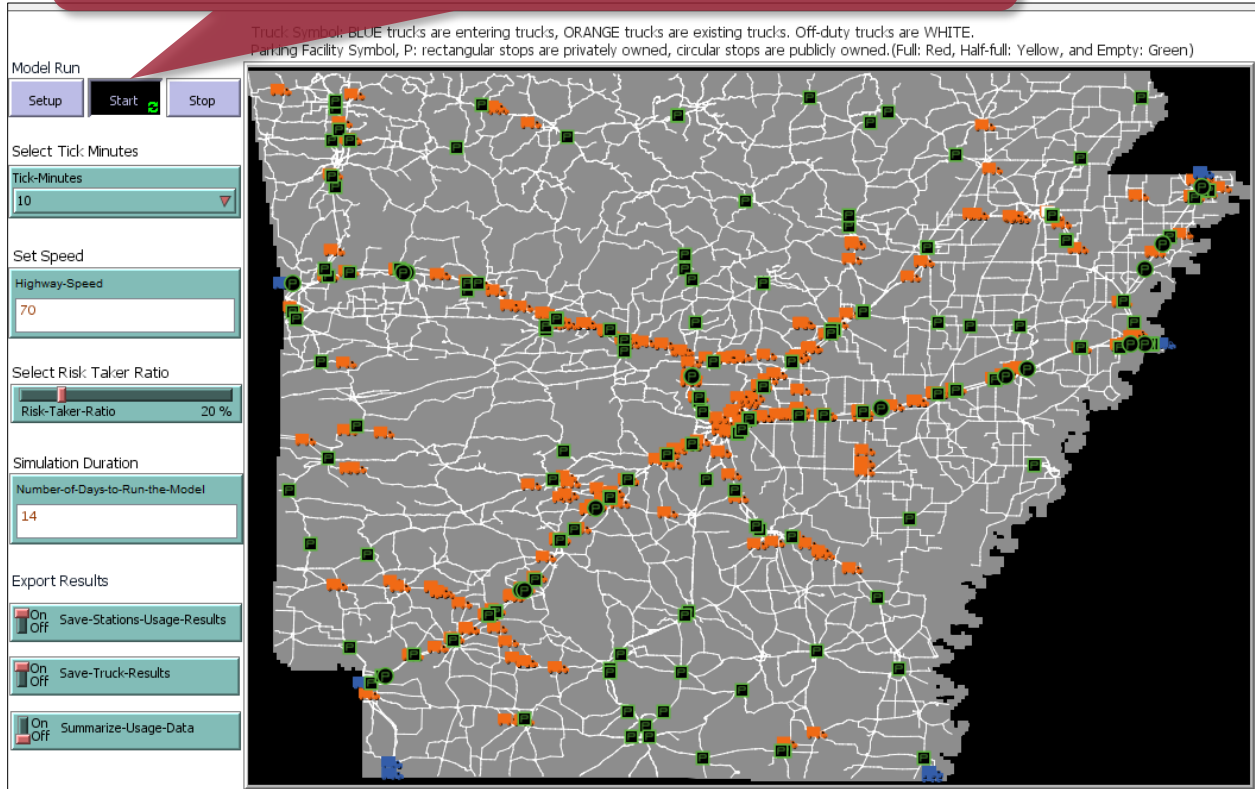 Truck Symbol: BLUE trucks are entering trucks, ORANGE trucks are existing trucks. Off-duty trucks are WHITE.
Parking Facility Symbol, P: rectangular stops are privately owned, circular stops are publicly owned.(Full: Red, Half-full: Yellow, and Empty: Green)
Model Run
Setup
Start
Stop
Select Tick Minutes
Tick-Minutes
10
Set Speed
Highway-Speed
70
Select Risk Taker Ratio
Risk-Taker-Ratio 20 %
Simulation Duration
Number-of-Days-to-Run-the-Model
14
Export Results
On
Off
Save-Stations-Usage-Results
On
Off
Save-Truck-Results
On
Off
Summarize-Usage-Data